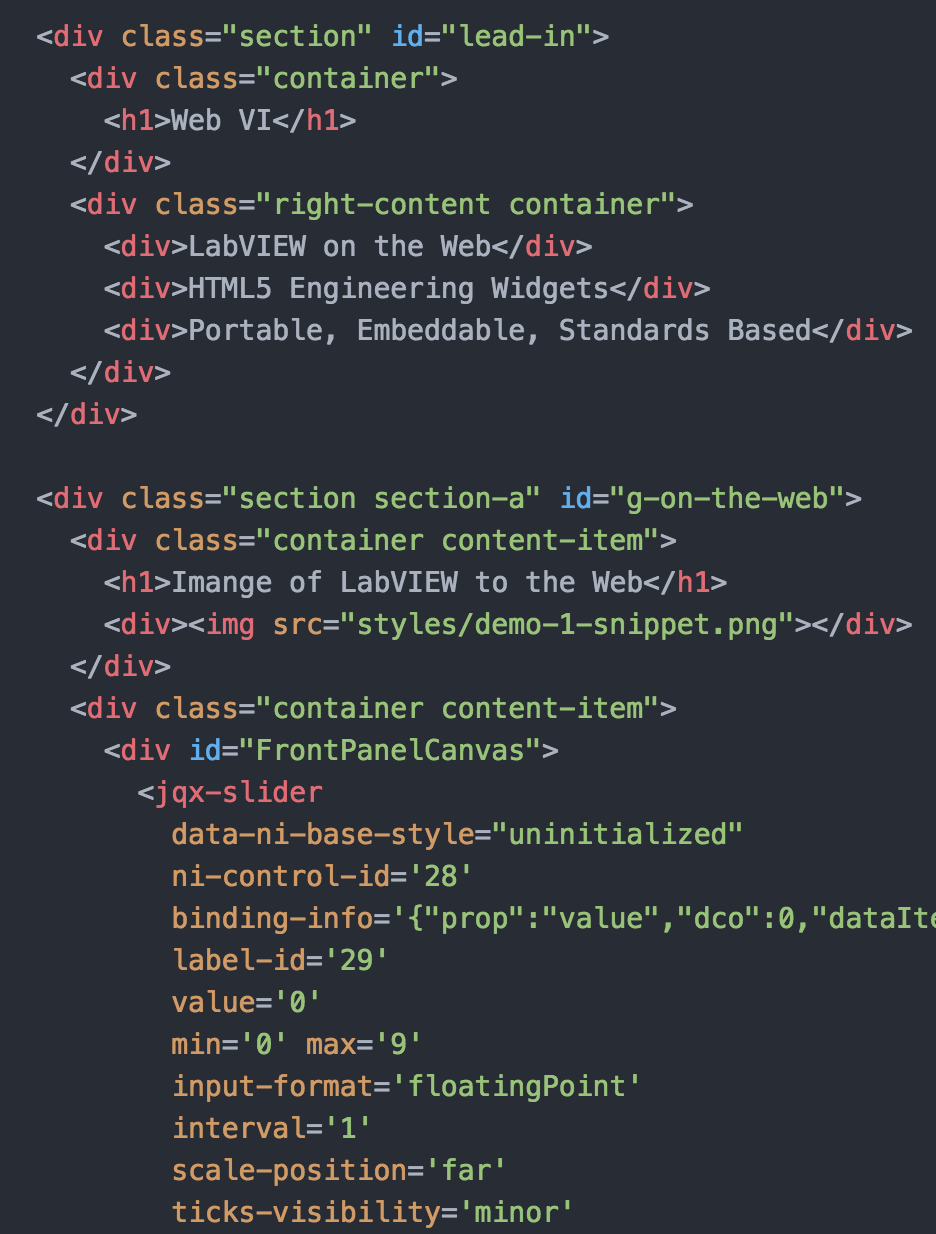 <div class="section" id="lead-in">
  <div class="container">
    <h1>Web VI</h1>
  </div>
  <div class="right-content container">
    <div>LabVIEW on the Web</div>
    <div>HTML5 Engineering Widgets</div>
    <div>Portable, Embeddable, Standards Based</div>
  </div>
</div>

<div class="section section-a" id="g-on-the-web">
  <div class="container content-item">
    <h1>Imange of LabVIEW to the Web</h1>
    <div><img src="styles/demo-1-snippet.png"></div>
  </div>
  <div class="container content-item">
    <div id="FrontPanelCanvas">
      <jqx-slider
        data-ni-base-style="uninitialized"
        ni-control-id='28'
        binding-info='{"prop":"value","dco":0,"dataIte
        label-id='29'
        value='0'
        min='0' max='9'
        input-format='floatingPoint'
        interval='1'
        scale-position='far'
        ticks-visibility='minor'